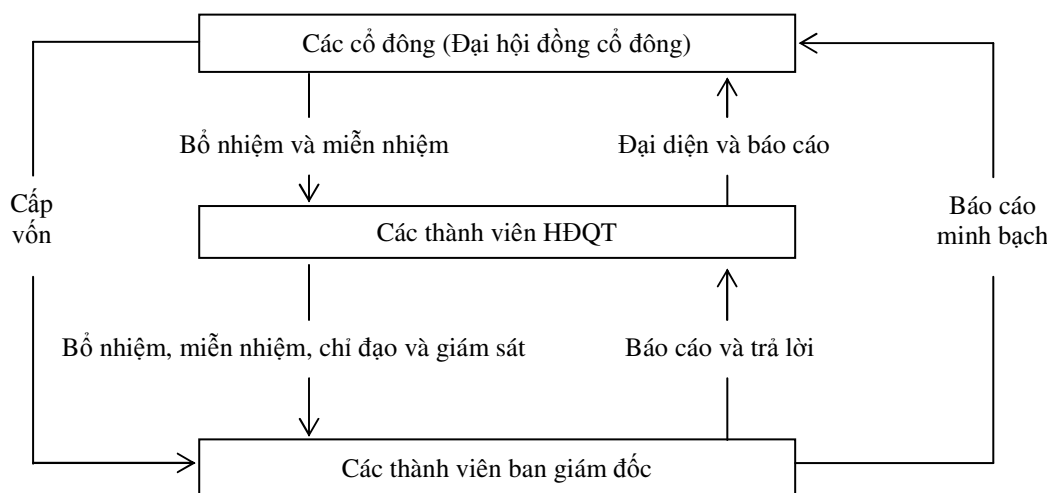 Các cổ đông (Đại hội đồng cổ đông)
Bổ nhiệm và miễn nhiệm
Đại diện và báo cáo
Cấp
vốn
Các thành viên HĐQT
Báo cáo
minh bạch
Bổ nhiệm, miễn nhiệm, chỉ đạo và giám sát
Báo cáo và trả lời
Các thành viên ban giám đốc